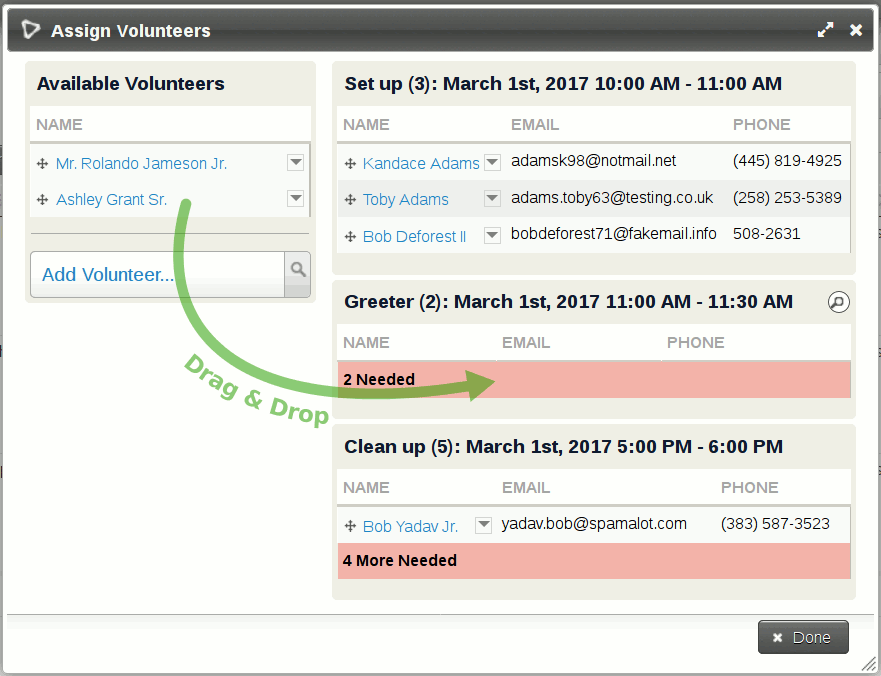 Assign Volunteers
Available Volunteers
NAME
Mr. Rolando Jameson Jr.
Ashley Grant Sr.
Add Volunteer...
Drag & Drop
Set up (3): March 1st, 2017 10:00 AM - 11:00 AM
NAME EMAIL PHONE
Kandace Adams adamsk98@notmail.net (445) 819-4925
Toby Adams adams.toby63@testing.co.uk (258) 253-5389
Bob Deforest II bobdeforest71@fakemail.info 508-2631
Greeter (2): March 1st, 2017 11:00 AM - 11:30 AM
NAME EMAIL PHONE
2 Needed
Clean up (5): March 1st, 2017 5:00 PM - 6:00 PM
NAME EMAIL PHONE
Bob Yadav Jr. yadav.bob@spamalot.com (383) 587-3523
4 More Needed
Done